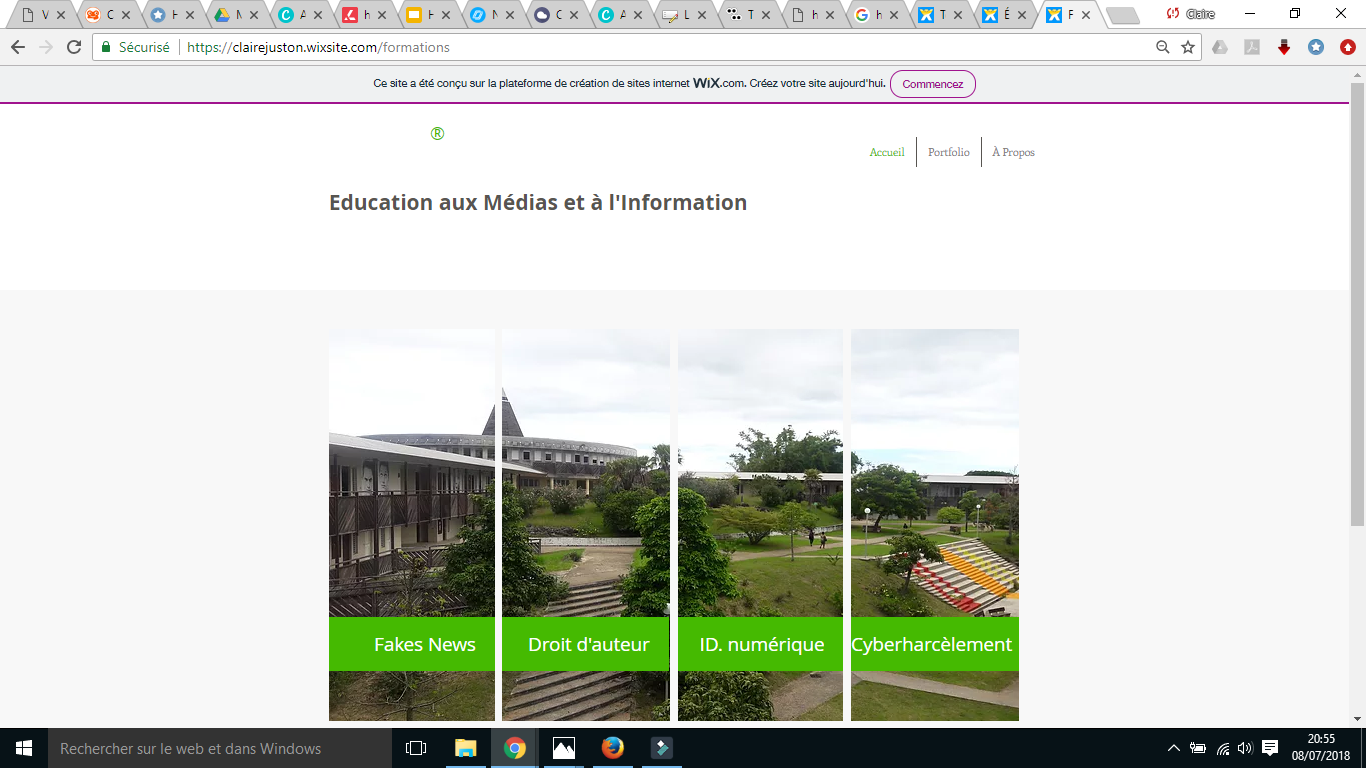 V
C
H
M
A
h
H
N
C
A
L
T
h
h
T
É
F
Claire
Sécurisé
https://clairejuston.wixsite.com/formations
Ce site a été conçu sur la plateforme de création de sites internet WiX.com. Créez votre site aujourd'hui.
Commencez
®
Accueil
Portfolio
À Propos
Education aux Médias et à l'Information
Fakes News
Droit d'auteur
ID. numérique
Cyberharcèlement
Rechercher sur le web et dans Windows
20:55
08/07/2018